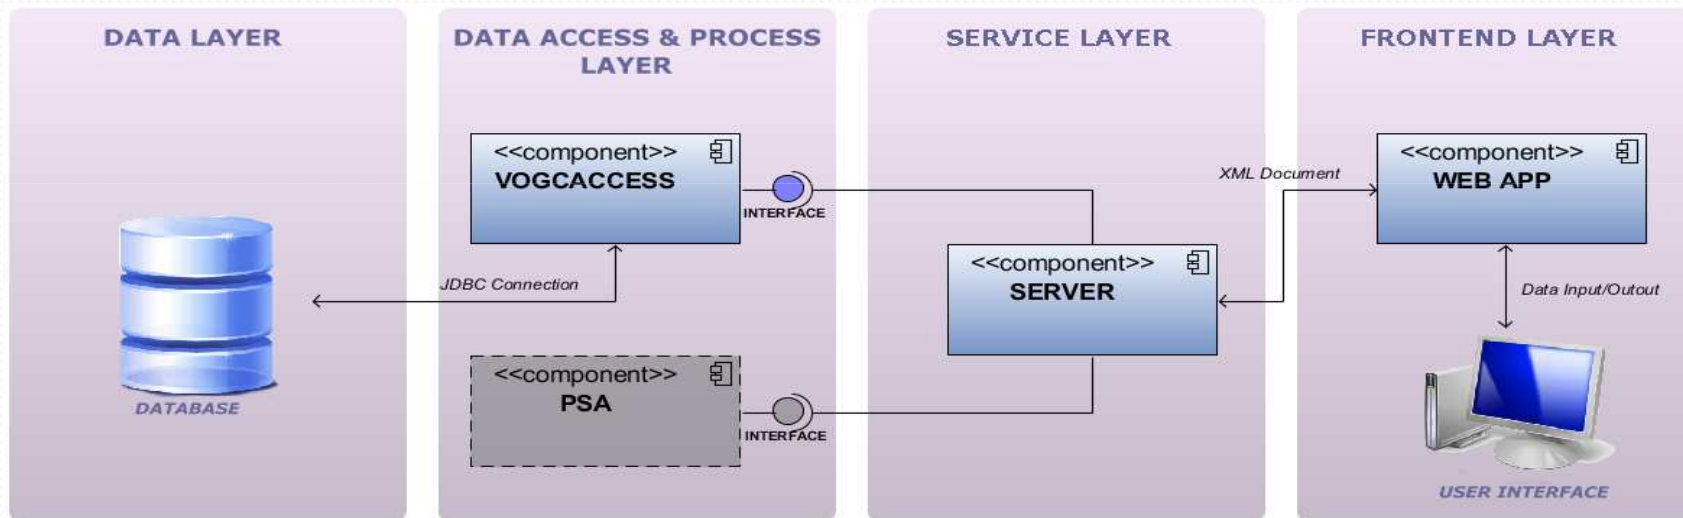 DATA LAYER
DATABASE
DATA ACCESS & PROCESS
LAYER
<<component>>
VOGCACCESS
INTERFACE
JDBC Connection
<<component>>
PSA
INTERFACE
SERVICE LAYER
<<component>>
SERVER
XML Document
FRONTEND LAYER
<<component>>
WEB APP
Data Input/Outout
USER INTERFACE